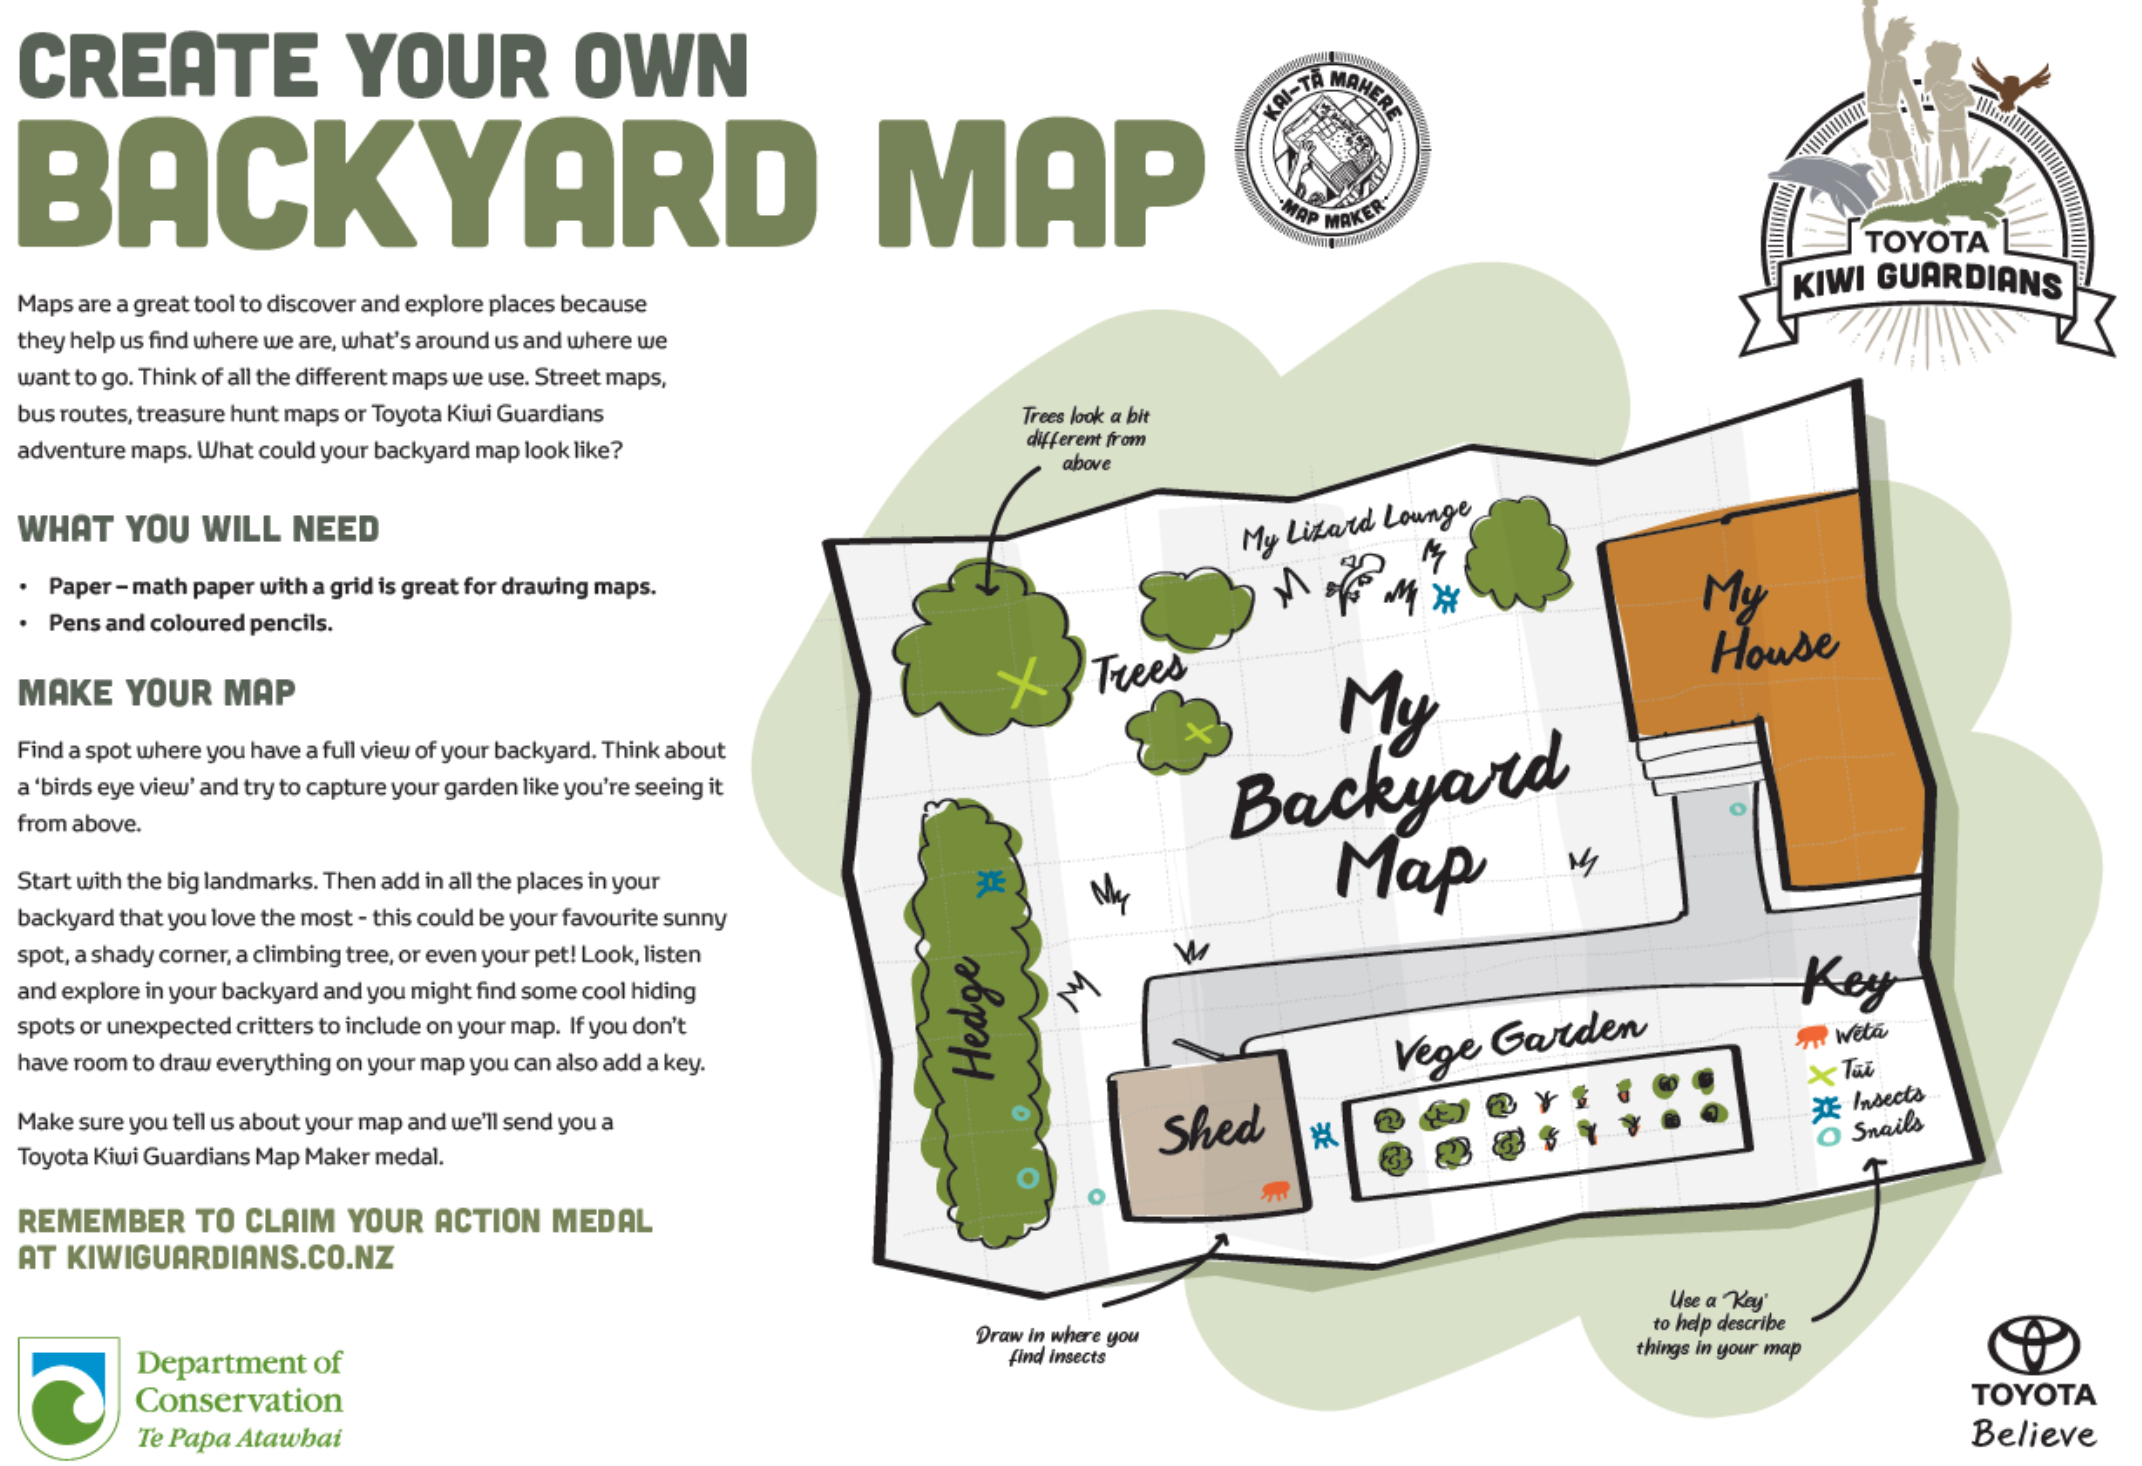 CREATE YOUR OWN
BACKYARD MAP
KAI-TĀ MAHERE
MAP MAKER
TOYOTA
KIWI GUARDIANS
Maps are a great tool to discover and explore places because
they help us find where we are, what's around us and where we
want to go. Think of all the different maps we use. Street maps,
bus routes, treasure hunt maps or Toyota Kiwi Guardians
adventure maps. What could your backyard map look like?
WHAT YOU WILL NEED
• Paper – math paper with a grid is great for drawing maps.
• Pens and coloured pencils.
MAKE YOUR MAP
Find a spot where you have a full view of your backyard. Think about
a 'birds eye view' and try to capture your garden like you're seeing it
from above.
Start with the big landmarks. Then add in all the places in your
backyard that you love the most - this could be your favourite sunny
spot, a shady corner, a climbing tree, or even your pet! Look, listen
and explore in your backyard and you might find some cool hiding
spots or unexpected critters to include on your map. If you don't
have room to draw everything on your map you can also add a key.
Make sure you tell us about your map and we'll send you a
Toyota Kiwi Guardians Map Maker medal.
REMEMBER TO CLAIM YOUR ACTION MEDAL
AT KIWIGUARDIANS.CO.NZ
Department of
Conservation
Te Papa Atawhai
Trees look a bit
different from
above
My Lizard Lounge
My
House
Trees
My
Backyard
Map
Hedge
Key
Wētā
Tūī
Insects
Snails
Vege Garden
Shed
Draw in where you
find insects
Use a 'Key'
to help describe
things in your map
TOYOTA
Believe